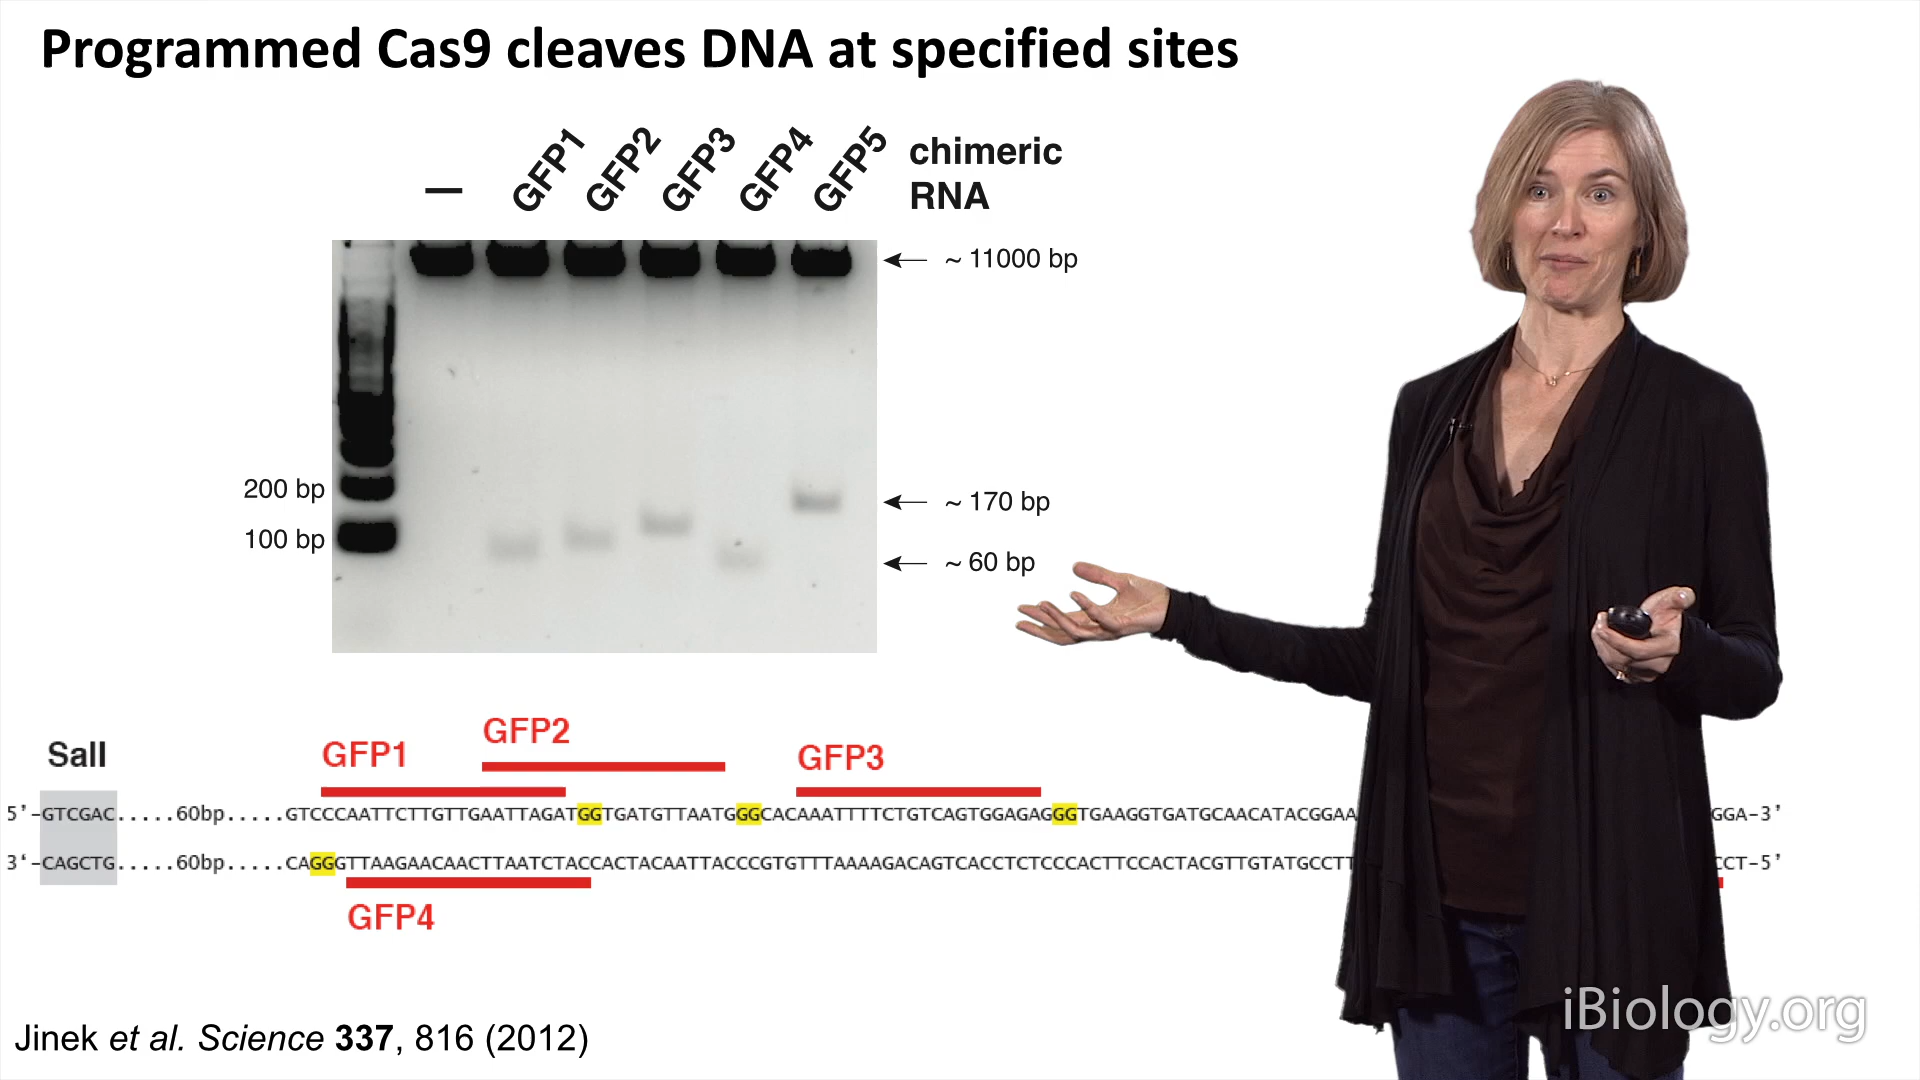 Programmed Cas9 cleaves DNA at specified sites
— GFP1 GFP2 GFP3 GFP4 GFP5 chimeric RNA
~ 11000 bp
200 bp
~ 170 bp
100 bp
~ 60 bp
SalI GFP1 GFP2 GFP3
5'-GTCGAC.....60bp.....GTCCCAATTCTTGTTGAATTAGATGGTGATGTTAATGGGCACAAATTTTCTGTCAGTGGAGAGGGTGAAGGTGATGCAACATACGGAA GGA-3'
3'-CAGCTG.....60bp.....CAGGGTTAAGAACAACTTAATCTACCACTACAATTACCCGTGTTTAAAAGACAGTCACCTCTCCCACTTCCACTACGTTGTATGCCTT CCT-5'
GFP4
Jinek et al. Science 337, 816 (2012)
iBiology.org